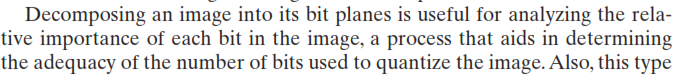 Decomposing an image into its bit planes is useful for analyzing the rela-
tive importance of each bit in the image, a process that aids in determining
the adequacy of the number of bits used to quantize the image. Also, this type